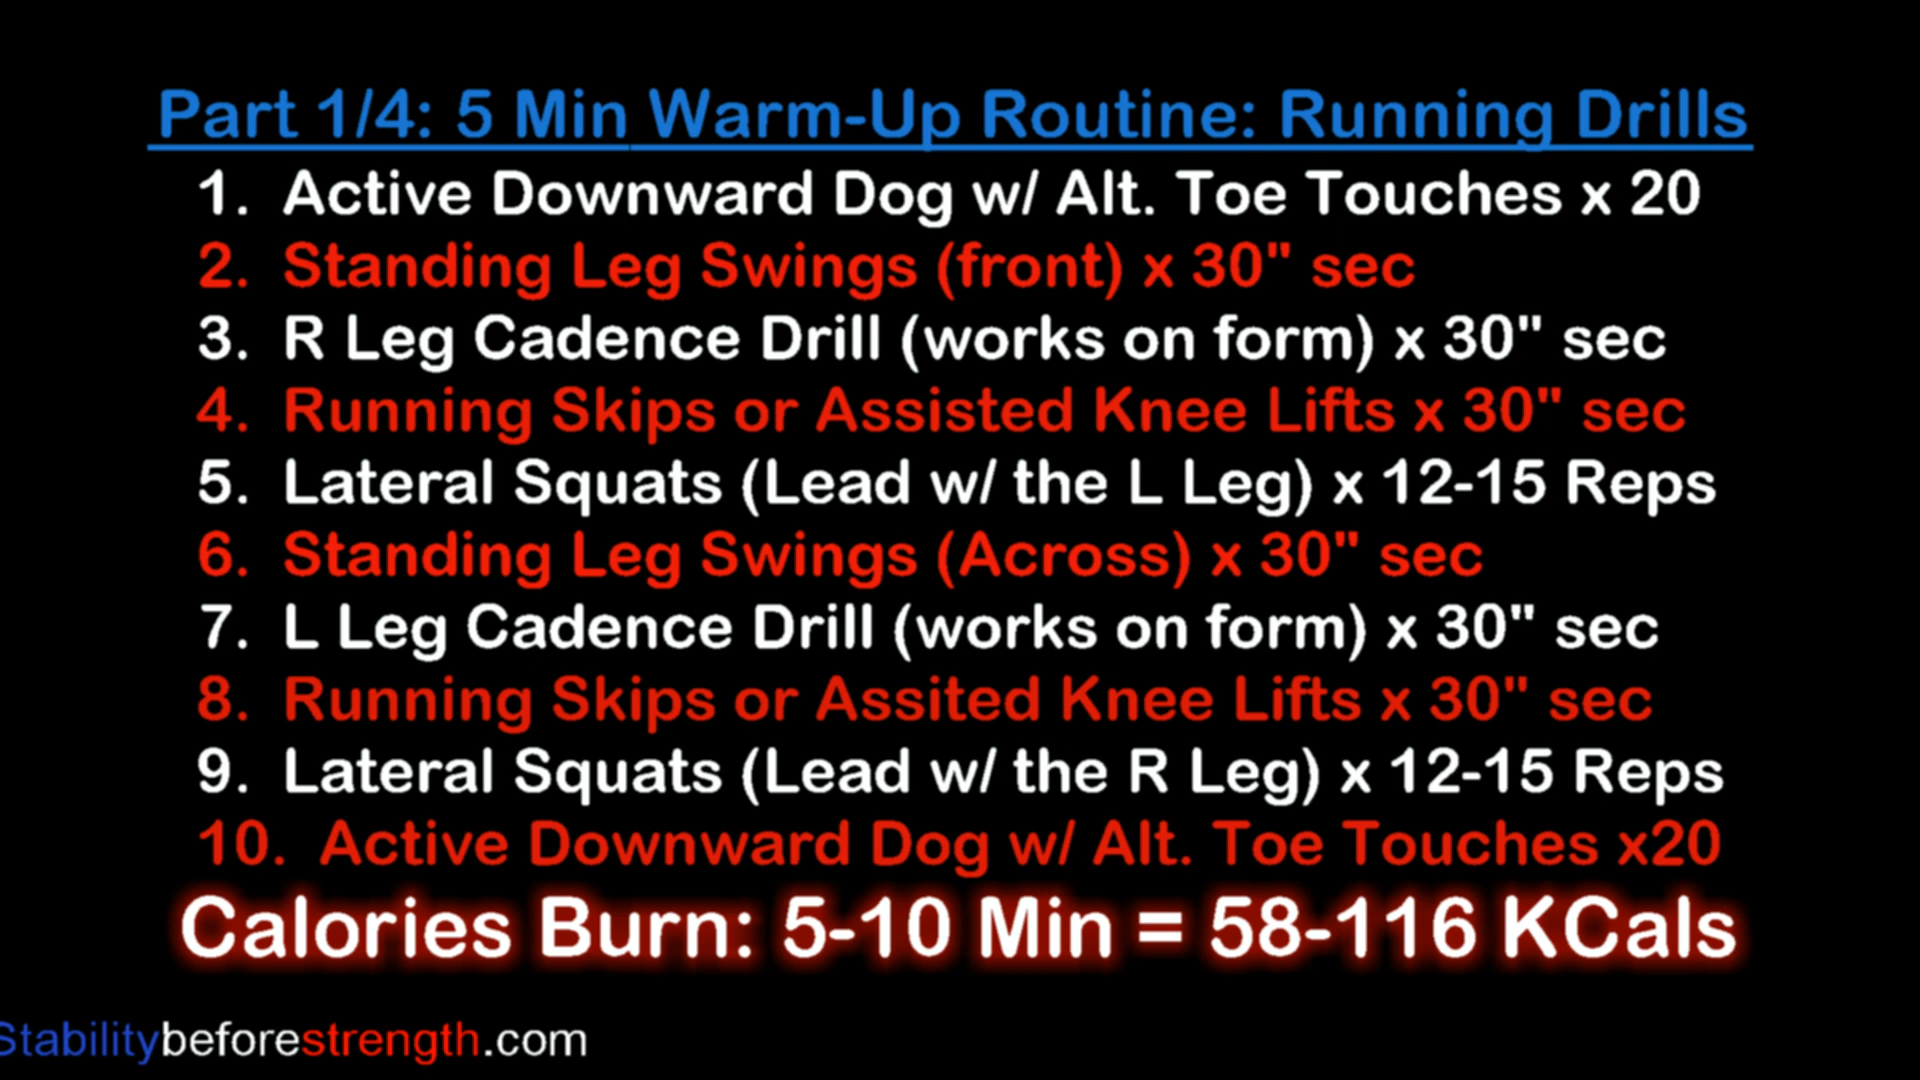 Part 1/4: 5 Min Warm-Up Routine: Running Drills
1. Active Downward Dog w/ Alt. Toe Touches x 20
2. Standing Leg Swings (front) x 30" sec
3. R Leg Cadence Drill (works on form) x 30" sec
4. Running Skips or Assisted Knee Lifts x 30" sec
5. Lateral Squats (Lead w/ the L Leg) x 12-15 Reps
6. Standing Leg Swings (Across) x 30" sec
7. L Leg Cadence Drill (works on form) x 30" sec
8. Running Skips or Assited Knee Lifts x 30" sec
9. Lateral Squats (Lead w/ the R Leg) x 12-15 Reps
10. Active Downward Dog w/ Alt. Toe Touches x20
Calories Burn: 5-10 Min = 58-116 KCals
Stabilitybeforestrength.com